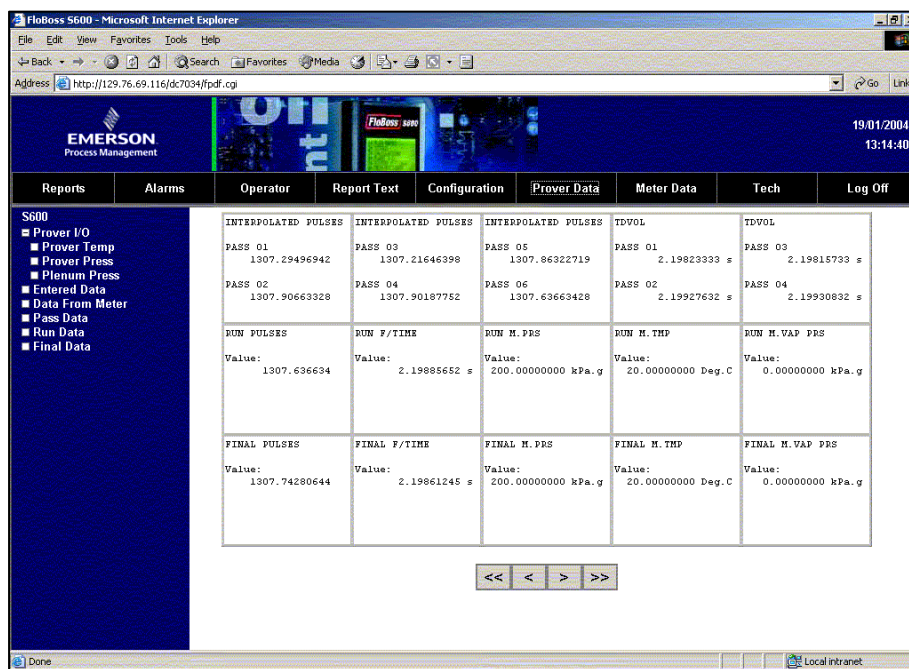 FloBoss S600 - Microsoft Internet Explorer
File Edit View Favorites Tools Help
Back Search Favorites Media
Address http://129.76.69.116/dc7034/fpdf.cgi Go Link
EMERSON
Process Management
FloBoss S600
19/01/2004
13:14:40
Reports Alarms Operator Report Text Configuration Prover Data Meter Data Tech Log Off
S600
Prover I/O
Prover Temp
Prover Press
Plenum Press
Entered Data
Data From Meter
Pass Data
Run Data
Final Data
INTERPOLATED PULSES INTERPOLATED PULSES INTERPOLATED PULSES TDVOL TDVOL
PASS 01 PASS 03 PASS 05 PASS 01 PASS 03
1307.29496942 1307.21646398 1307.86322719 2.19823333 s 2.19815733 s
PASS 02 PASS 04 PASS 06 PASS 02 PASS 04
1307.90663328 1307.90187752 1307.63663428 2.19927632 s 2.19930832 s
RUN PULSES RUN F/TIME RUN M.PRS RUN M.TMP RUN M.VAP PRS
Value: Value: Value: Value: Value:
1307.636634 2.19885652 s 200.00000000 kPa.g 20.00000000 Deg.C 0.00000000 kPa.g
FINAL PULSES FINAL F/TIME FINAL M.PRS FINAL M.TMP FINAL M.VAP PRS
Value: Value: Value: Value: Value:
1307.74280644 2.19861245 s 200.00000000 kPa.g 20.00000000 Deg.C 0.00000000 kPa.g
<< < > >>
Done Local intranet